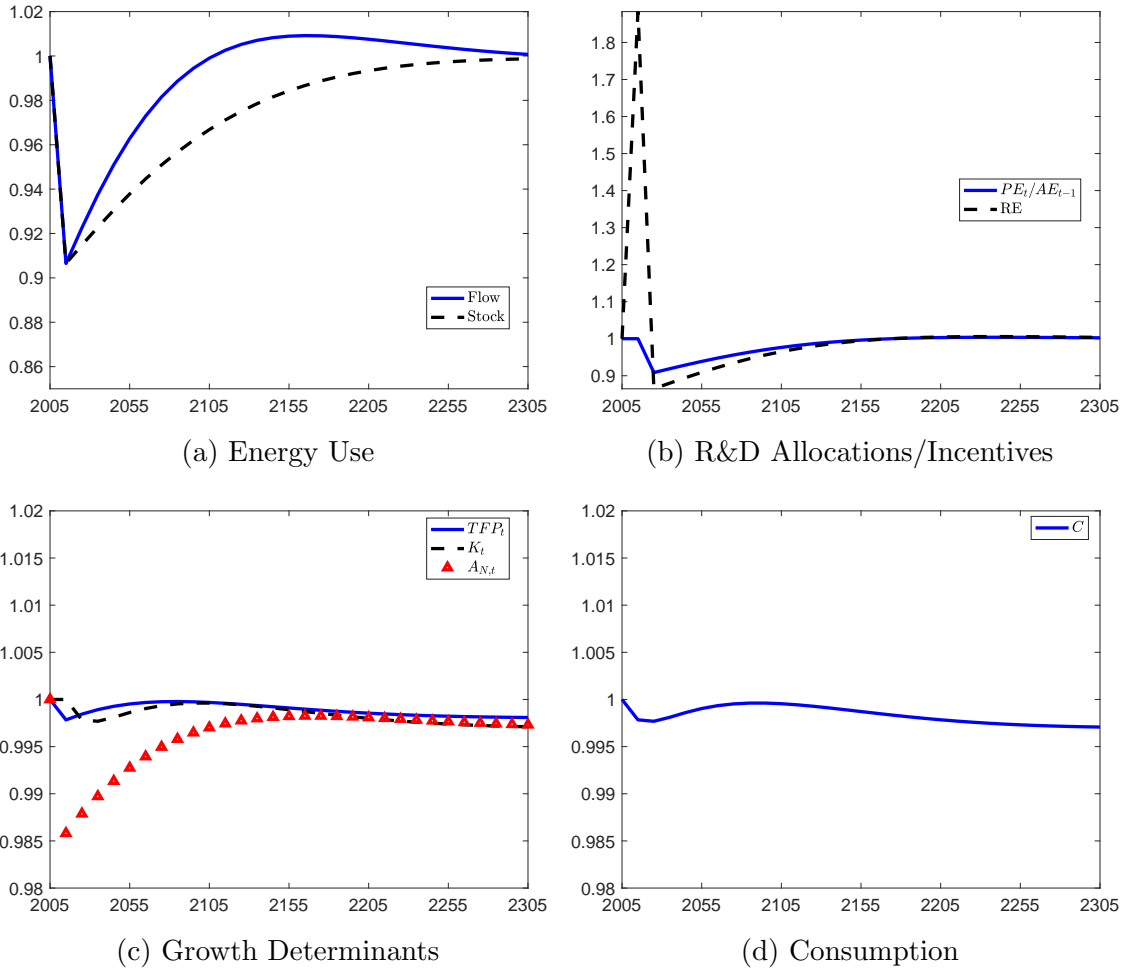 1.02
1
0.98
0.96
0.94
0.92
0.9
0.88
0.86
Flow
Stock
2005 2055 2105 2155 2205 2255 2305
(a) Energy Use
1.8
1.7
1.6
1.5
1.4
1.3
1.2
1.1
1
0.9
PE_t/AE_{t−1}
RE
2005 2055 2105 2155 2205 2255 2305
(b) R&D Allocations/Incentives
1.02
1.015
1.01
1.005
1
0.995
0.99
0.985
0.98
TFP_t
K_t
A_{N,t}
2005 2055 2105 2155 2205 2255 2305
(c) Growth Determinants
1.02
1.015
1.01
1.005
1
0.995
0.99
0.985
0.98
C
2005 2055 2105 2155 2205 2255 2305
(d) Consumption